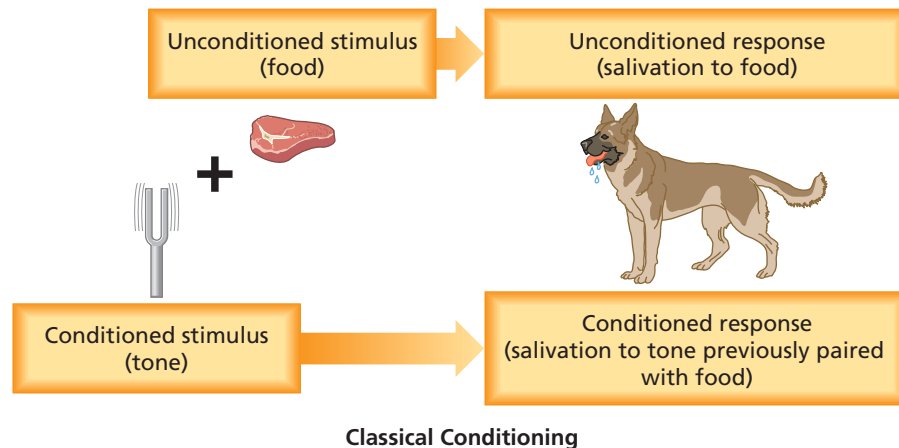 Unconditioned stimulus
(food)
Unconditioned response
(salivation to food)
Conditioned stimulus
(tone)
Conditioned response
(salivation to tone previously paired
with food)
Classical Conditioning